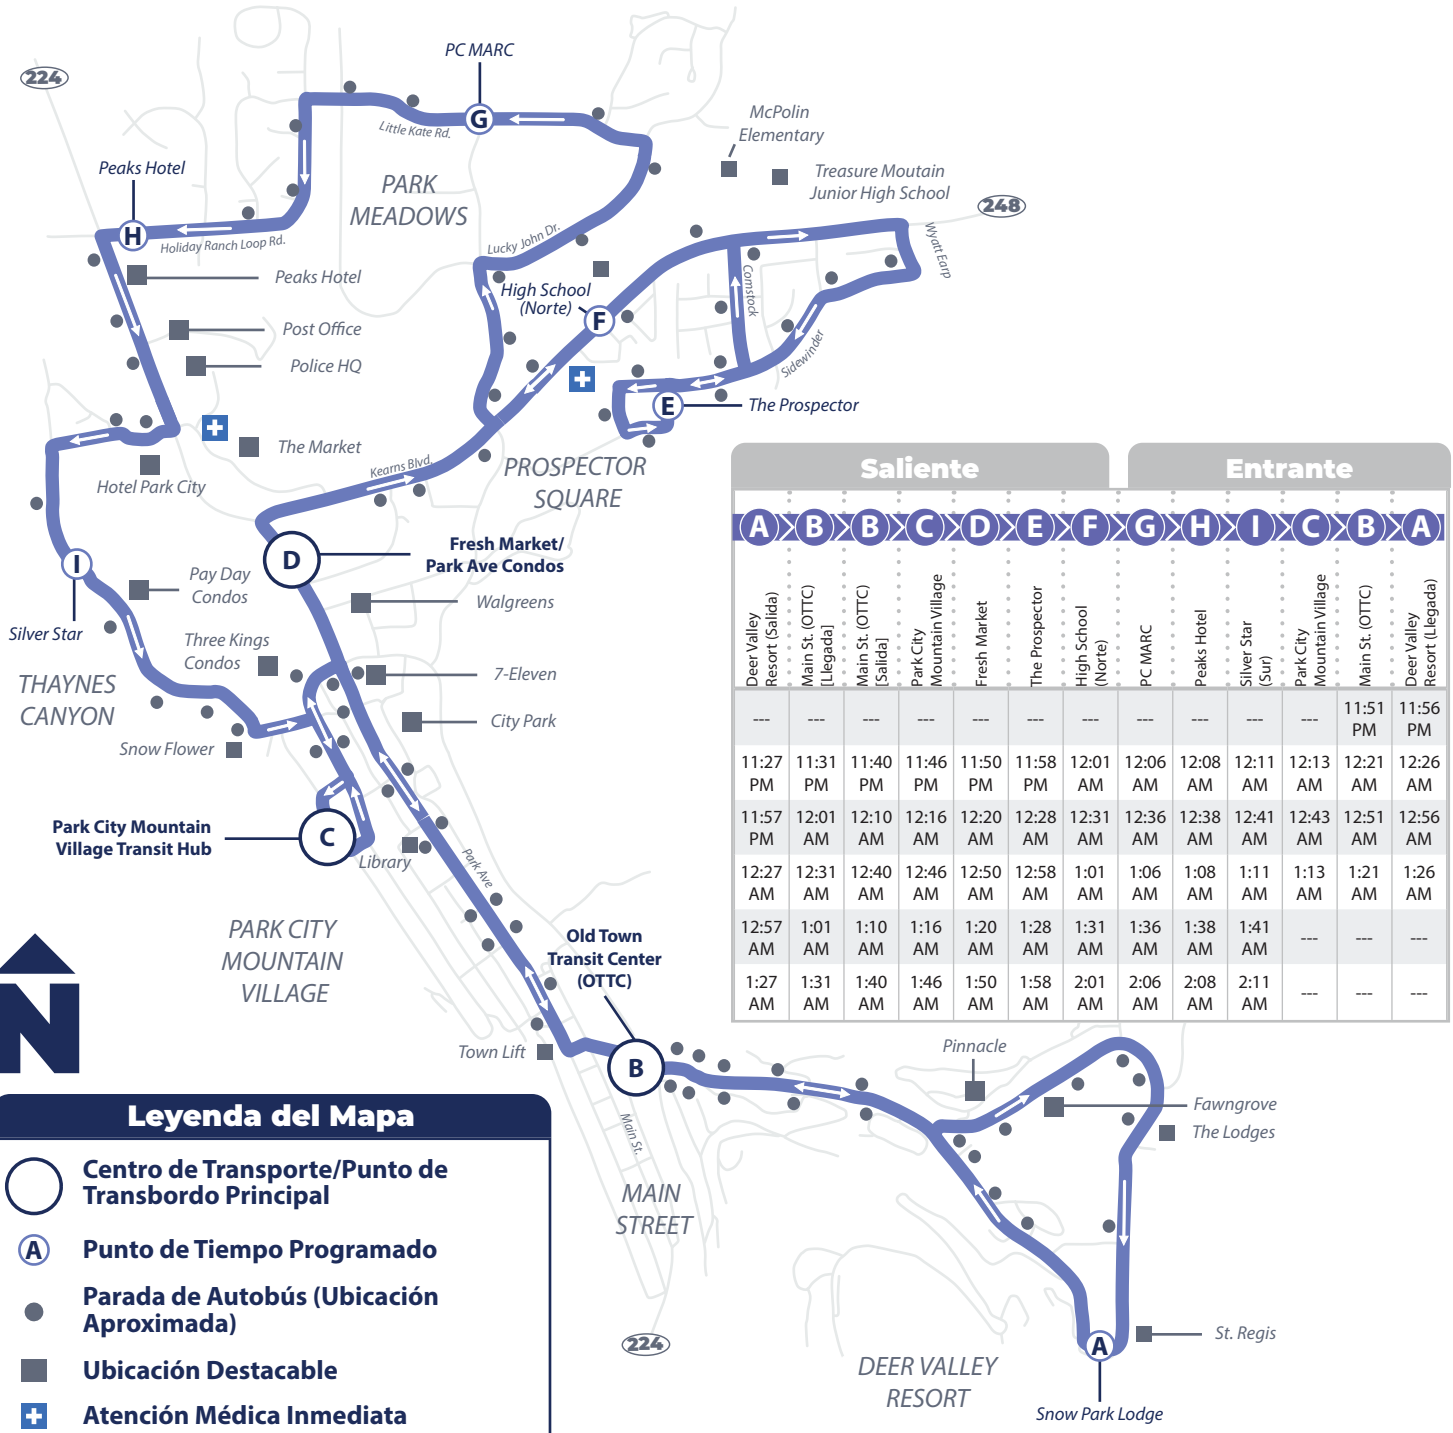 PC MARC
224
G
Little Kate Rd.
McPolin
Elementary
Treasure Moutain
Junior High School
Peaks Hotel
PARK
MEADOWS
248
H
Holiday Ranch Loop Rd.
Lucky John Dr.
Wyatt Earp
Peaks Hotel
High School
(Norte)
F
Comstock
Post Office
Police HQ
Sidewinder
E
The Prospector
The Market
Hotel Park City
Kearns Blvd.
PROSPECTOR
SQUARE
D
Fresh Market/
Park Ave Condos
I
Pay Day
Condos
Walgreens
Silver Star
Three Kings
Condos
7-Eleven
THAYNES
CANYON
City Park
Snow Flower
Park City Mountain
Village Transit Hub
C
Library
Park Ave
PARK CITY
MOUNTAIN
VILLAGE
Old Town
Transit Center
(OTTC)
N
Town Lift
B
Main St.
MAIN
STREET
224
Pinnacle
Fawngrove
The Lodges
St. Regis
A
DEER VALLEY
RESORT
Snow Park Lodge
Saliente Entrante
A B B C D E F G H I C B A
Deer Valley
Resort (Salida)
Main St. (OTTC)
[Llegada]
Main St. (OTTC)
[Salida]
Park City
Mountain Village
Fresh Market
The Prospector
High School
(Norte)
PC MARC
Peaks Hotel
Silver Star
(Sur)
Park City
Mountain Village
Main St. (OTTC)
Deer Valley
Resort (Llegada)
--- --- --- --- --- --- --- --- --- --- --- 11:51 PM 11:56 PM
11:27 PM 11:31 PM 11:40 PM 11:46 PM 11:50 PM 11:58 PM 12:01 AM 12:06 AM 12:08 AM 12:11 AM 12:13 AM 12:21 AM 12:26 AM
11:57 PM 12:01 AM 12:10 AM 12:16 AM 12:20 AM 12:28 AM 12:31 AM 12:36 AM 12:38 AM 12:41 AM 12:43 AM 12:51 AM 12:56 AM
12:27 AM 12:31 AM 12:40 AM 12:46 AM 12:50 AM 12:58 AM 1:01 AM 1:06 AM 1:08 AM 1:11 AM 1:13 AM 1:21 AM 1:26 AM
12:57 AM 1:01 AM 1:10 AM 1:16 AM 1:20 AM 1:28 AM 1:31 AM 1:36 AM 1:38 AM 1:41 AM --- --- ---
1:27 AM 1:31 AM 1:40 AM 1:46 AM 1:50 AM 1:58 AM 2:01 AM 2:06 AM 2:08 AM 2:11 AM --- --- ---
Leyenda del Mapa
Centro de Transporte/Punto de
Transbordo Principal
A Punto de Tiempo Programado
Parada de Autobús (Ubicación
Aproximada)
Ubicación Destacable
Atención Médica Inmediata